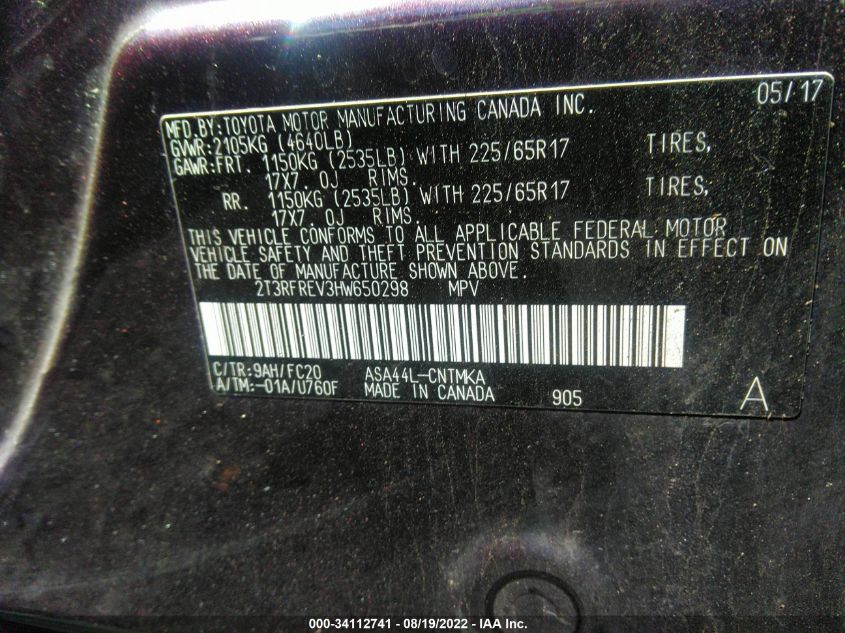 05/17
MFD.BY:TOYOTA MOTOR MANUFACTURING CANADA INC.
GVWR:2105KG (4640LB)
GAWR:FRT. 1150KG (2535LB) WITH 225/65R17 TIRES,
17X7. 0J RIMS.
RR. 1150KG (2535LB) WITH 225/65R17 TIRES,
17X7. 0J RIMS.
THIS VEHICLE CONFORMS TO ALL APPLICABLE FEDERAL MOTOR
VEHICLE SAFETY AND THEFT PREVENTION STANDARDS IN EFFECT ON
THE DATE OF MANUFACTURE SHOWN ABOVE.
2T3RFREV3HW650298 MPV
C/TR:9AH/FC20 ASA44L-CNTMKA
A/TM:-01A/U760F MADE IN CANADA 905 A
000-34112741 - 08/19/2022 - IAA Inc.